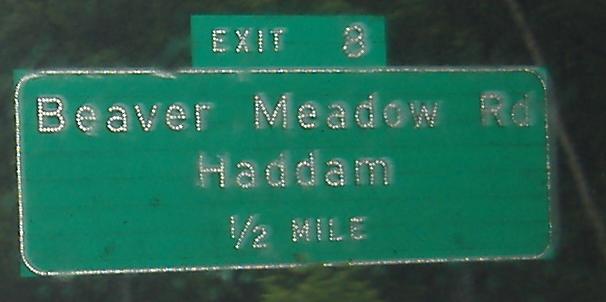 EXIT 8
Beaver Meadow Rd
Haddam
1/2 MILE